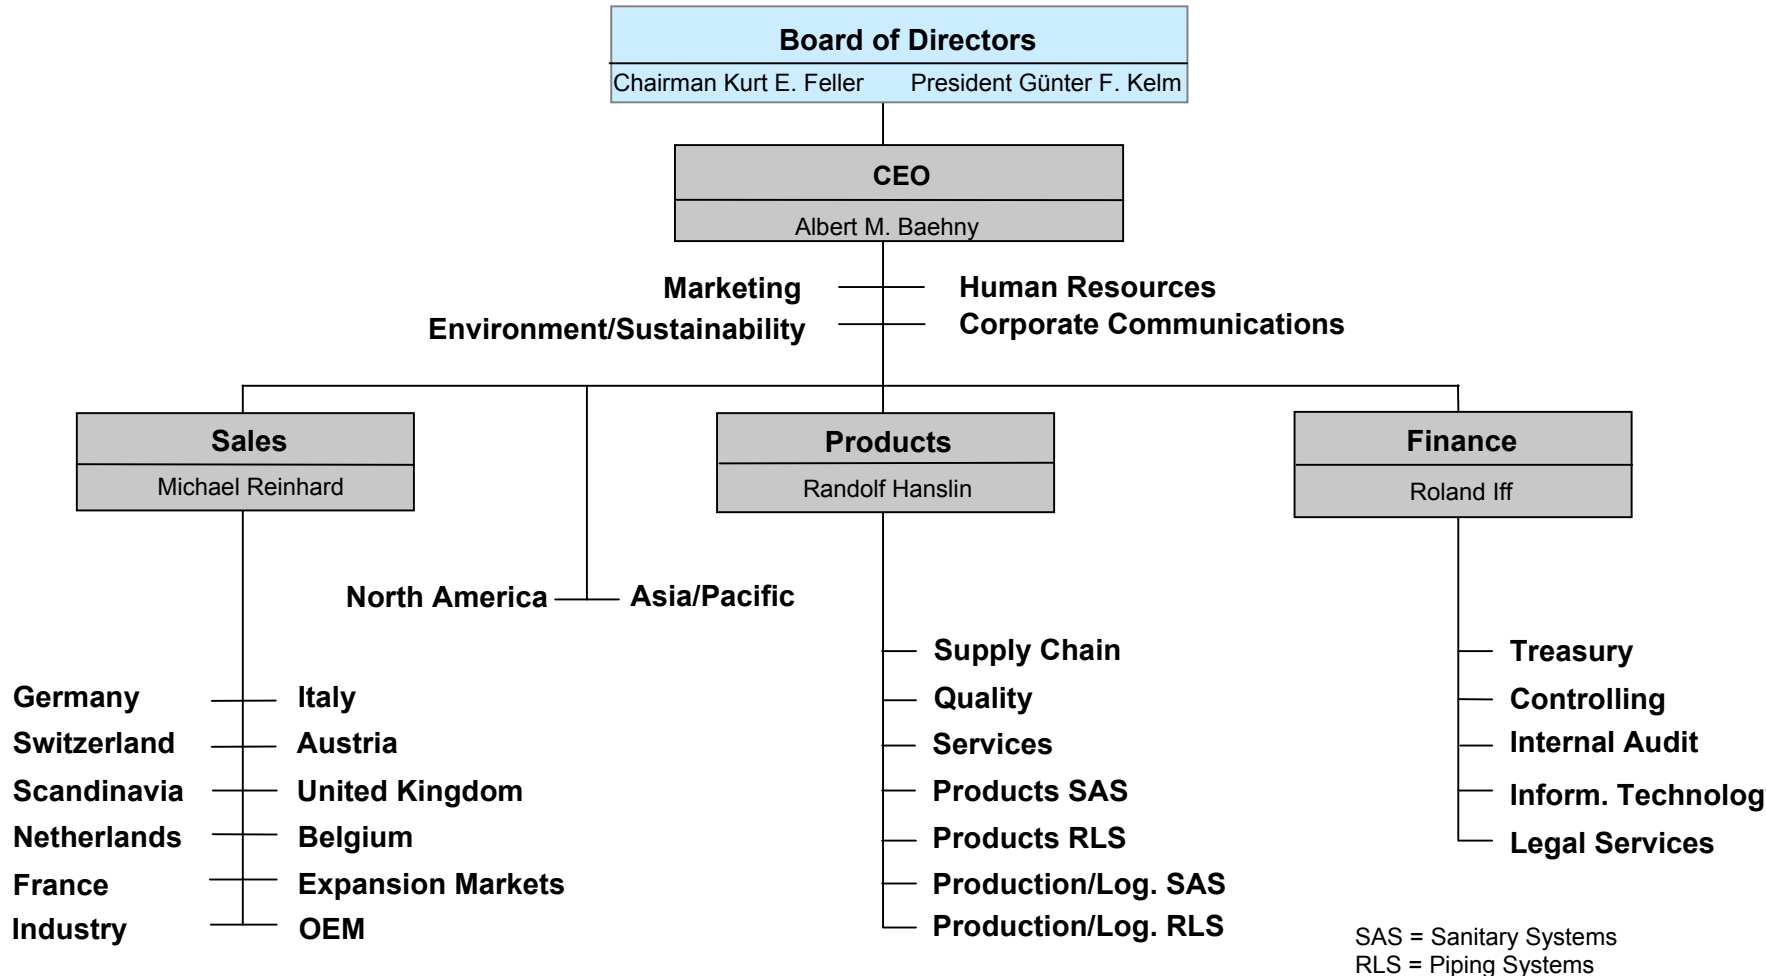 Board of Directors
Chairman Kurt E. Feller President Günter F. Kelm
CEO
Albert M. Baehny
Marketing Human Resources
Environment/Sustainability Corporate Communications
Sales
Michael Reinhard
Products
Randolf Hanslin
Finance
Roland Iff
North America Asia/Pacific
Germany Italy
Switzerland Austria
Scandinavia United Kingdom
Netherlands Belgium
France Expansion Markets
Industry OEM
Supply Chain
Quality
Services
Products SAS
Products RLS
Production/Log. SAS
Production/Log. RLS
Treasury
Controlling
Internal Audit
Inform. Technolog
Legal Services
SAS = Sanitary Systems
RLS = Piping Systems